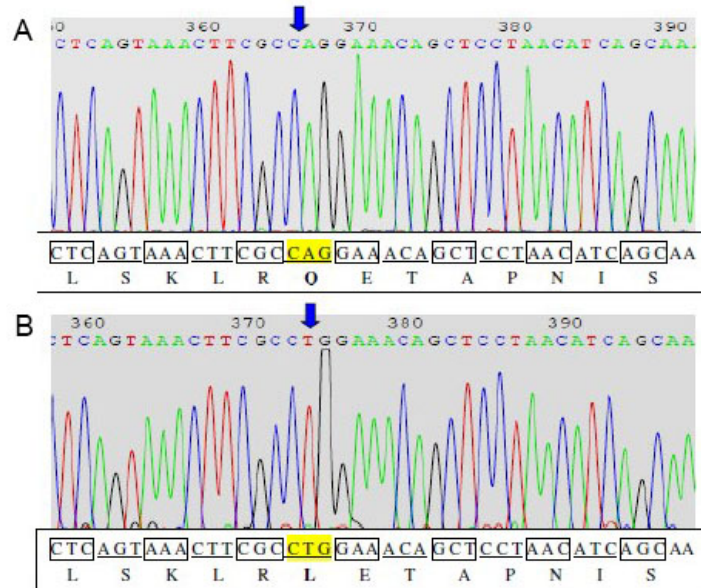 A
60 360 370 380 390
CTCAGTAAACTTCGCCAGGAAACAGCTCCTAACATCAGCAA
CTC AGT AAA CTT CGC CAG GAA ACA GCT CCT AAC ATC AGC AA
L S K L R Q E T A P N I S
B
360 370 380 390
CTCAGTAAACTTCGCCTGGAAACAGCTCCTAACATCAGCAA
CTC AGT AAA CTT CGC CTG GAA ACA GCT CCT AAC ATC AGC AA
L S K L R L E T A P N I S